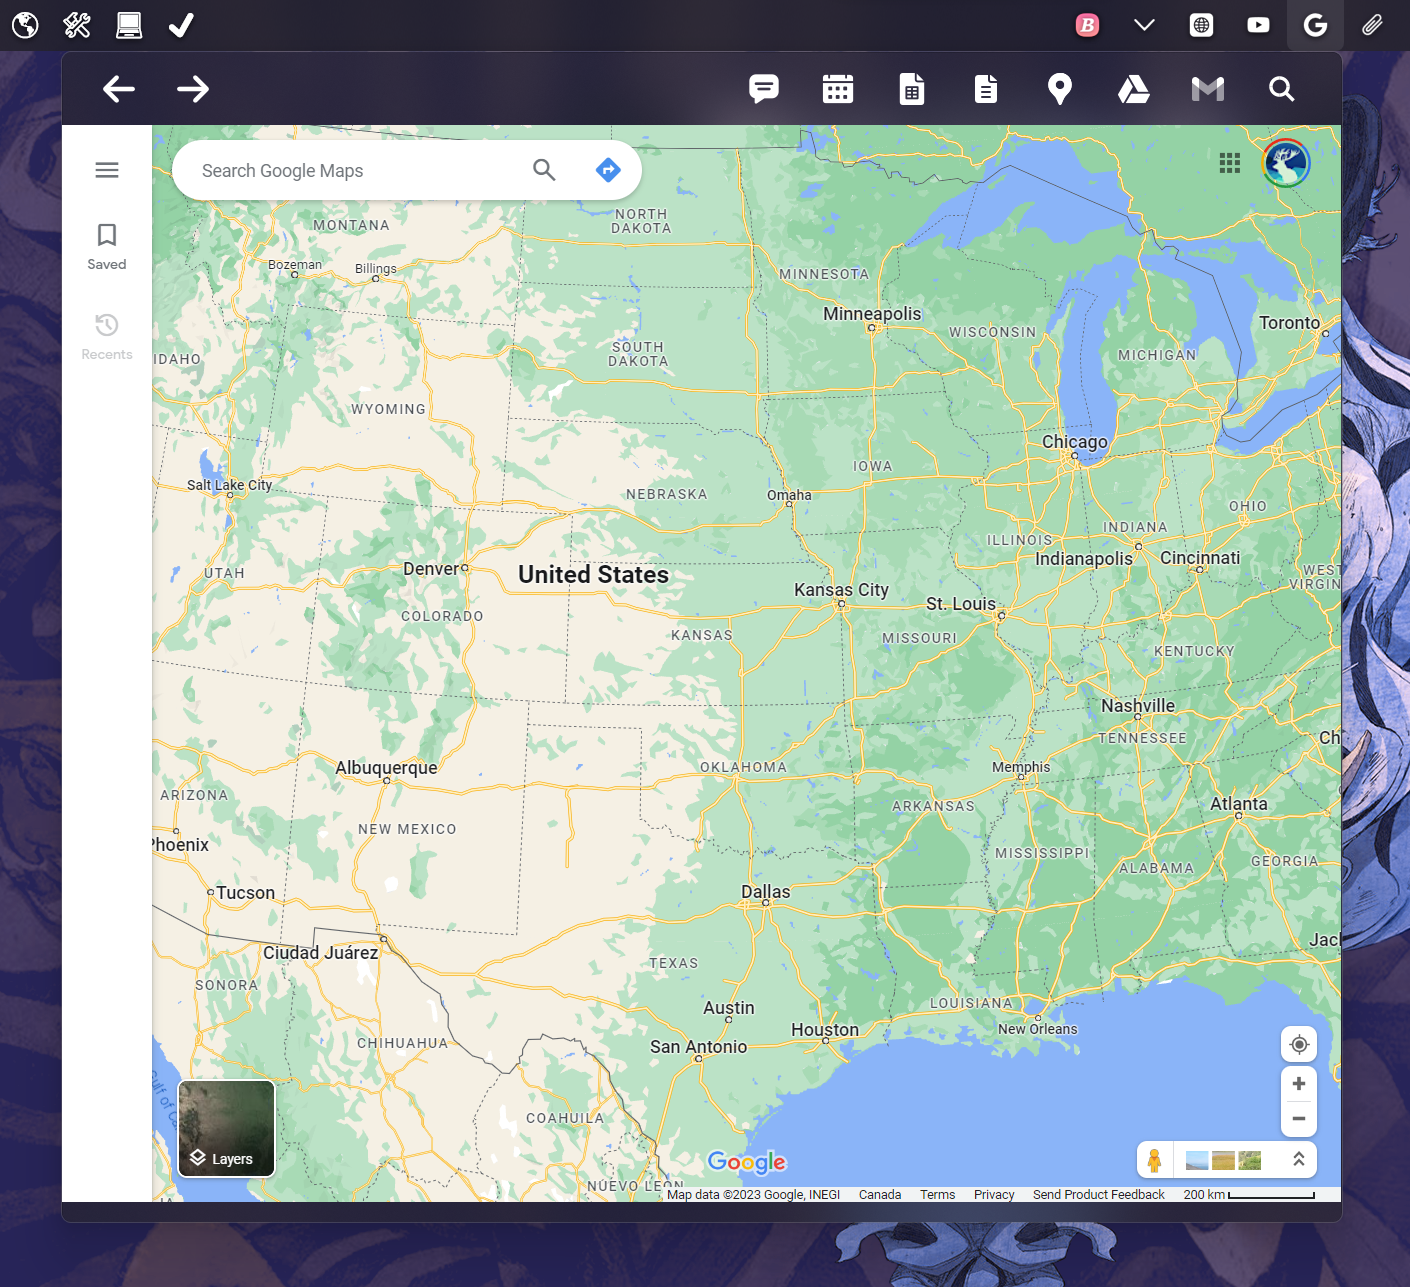 B
G
Search Google Maps
Saved
Recents
MONTANA
NORTH
DAKOTA
Bozeman
Billings
MINNESOTA
Minneapolis
WISCONSIN
Toronto
SOUTH
DAKOTA
MICHIGAN
IDAHO
WYOMING
Chicago
IOWA
Salt Lake City
NEBRASKA
Omaha
OHIO
INDIANA
ILLINOIS
Indianapolis
Cincinnati
UTAH
Denver
United States
WEST
VIRGIN
Kansas City
St. Louis
COLORADO
KANSAS
MISSOURI
KENTUCKY
Nashville
TENNESSEE
Ch
Albuquerque
OKLAHOMA
Memphis
ARIZONA
ARKANSAS
Atlanta
NEW MEXICO
Phoenix
MISSISSIPPI
ALABAMA
GEORGIA
Tucson
Dallas
Ciudad Juárez
Jack
TEXAS
SONORA
LOUISIANA
Austin
Houston
New Orleans
CHIHUAHUA
San Antonio
Gulf of Ca
COAHUILA
Layers
Google
NUEVO LEON
Map data ©2023 Google, INEGI Canada Terms Privacy Send Product Feedback 200 km